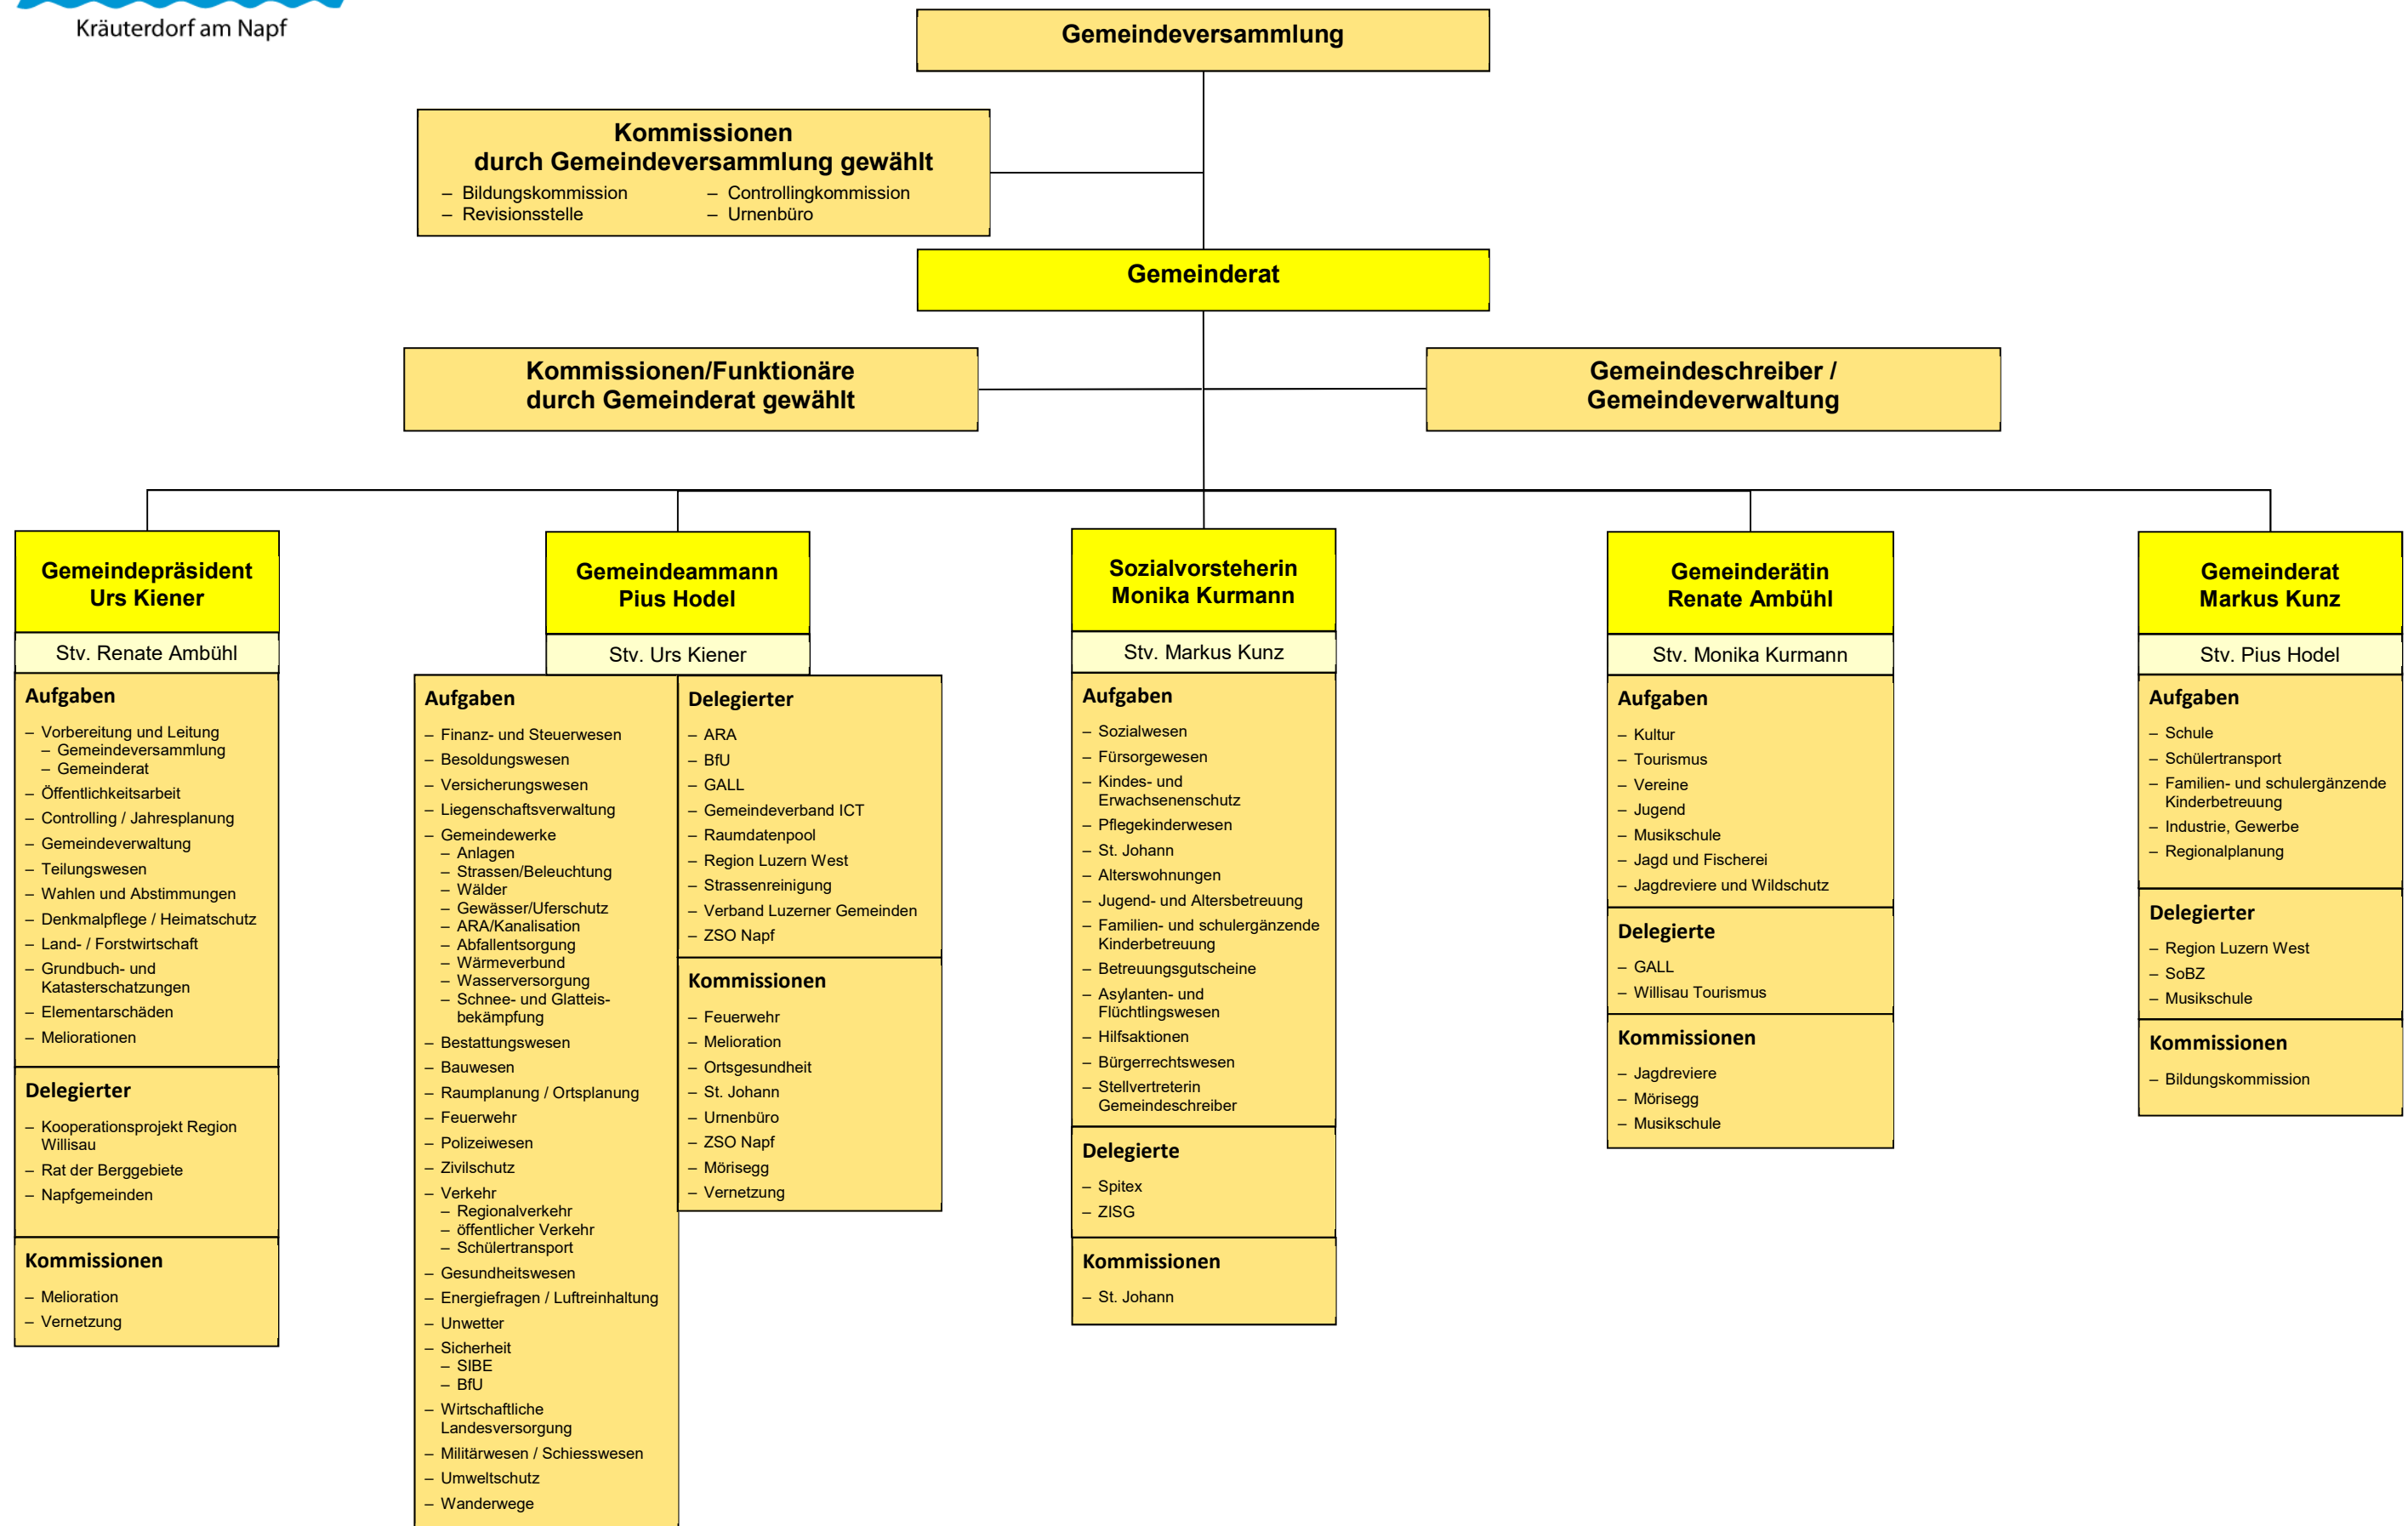 Kräuterdorf am Napf
Gemeindeversammlung
Kommissionen
durch Gemeindeversammlung gewählt
– Bildungskommission – Controllingkommission
– Revisionsstelle – Urnenbüro
Gemeinderat
Kommissionen/Funktionäre
durch Gemeinderat gewählt
Gemeindeschreiber /
Gemeindeverwaltung
Gemeindepräsident
Urs Kiener
Stv. Renate Ambühl
Aufgaben
– Vorbereitung und Leitung
– Gemeindeversammlung
– Gemeinderat
– Öffentlichkeitsarbeit
– Controlling / Jahresplanung
– Gemeindeverwaltung
– Teilungswesen
– Wahlen und Abstimmungen
– Denkmalpflege / Heimatschutz
– Land- / Forstwirtschaft
– Grundbuch- und
Katasterschatzungen
– Elementarschäden
– Meliorationen
Delegierter
– Kooperationsprojekt Region
Willisau
– Rat der Berggebiete
– Napfgemeinden
Kommissionen
– Melioration
– Vernetzung
Gemeindeammann
Pius Hodel
Stv. Urs Kiener
Aufgaben
– Finanz- und Steuerwesen
– Besoldungswesen
– Versicherungswesen
– Liegenschaftsverwaltung
– Gemeindewerke
– Anlagen
– Strassen/Beleuchtung
– Wälder
– Gewässer/Uferschutz
– ARA/Kanalisation
– Abfallentsorgung
– Wärmeverbund
– Wasserversorgung
– Schnee- und Glatteis-
bekämpfung
– Bestattungswesen
– Bauwesen
– Raumplanung / Ortsplanung
– Feuerwehr
– Polizeiwesen
– Zivilschutz
– Verkehr
– Regionalverkehr
– öffentlicher Verkehr
– Schülertransport
– Gesundheitswesen
– Energiefragen / Luftreinhaltung
– Unwetter
– Sicherheit
– SIBE
– BfU
– Wirtschaftliche
Landesversorgung
– Militärwesen / Schiesswesen
– Umweltschutz
– Wanderwege
Delegierter
– ARA
– BfU
– GALL
– Gemeindeverband ICT
– Raumdatenpool
– Region Luzern West
– Strassenreinigung
– Verband Luzerner Gemeinden
– ZSO Napf
Kommissionen
– Feuerwehr
– Melioration
– Ortsgesundheit
– St. Johann
– Urnenbüro
– ZSO Napf
– Mörisegg
– Vernetzung
Sozialvorsteherin
Monika Kurmann
Stv. Markus Kunz
Aufgaben
– Sozialwesen
– Fürsorgewesen
– Kindes- und
Erwachsenenschutz
– Pflegekinderwesen
– St. Johann
– Alterswohnungen
– Jugend- und Altersbetreuung
– Familien- und schulergänzende
Kinderbetreuung
– Betreuungsgutscheine
– Asylanten- und
Flüchtlingswesen
– Hilfsaktionen
– Bürgerrechtswesen
– Stellvertreterin
Gemeindeschreiber
Delegierte
– Spitex
– ZISG
Kommissionen
– St. Johann
Gemeinderätin
Renate Ambühl
Stv. Monika Kurmann
Aufgaben
– Kultur
– Tourismus
– Vereine
– Jugend
– Musikschule
– Jagd und Fischerei
– Jagdreviere und Wildschutz
Delegierte
– GALL
– Willisau Tourismus
Kommissionen
– Jagdreviere
– Mörisegg
– Musikschule
Gemeinderat
Markus Kunz
Stv. Pius Hodel
Aufgaben
– Schule
– Schülertransport
– Familien- und schulergänzende
Kinderbetreuung
– Industrie, Gewerbe
– Regionalplanung
Delegierter
– Region Luzern West
– SoBZ
– Musikschule
Kommissionen
– Bildungskommission